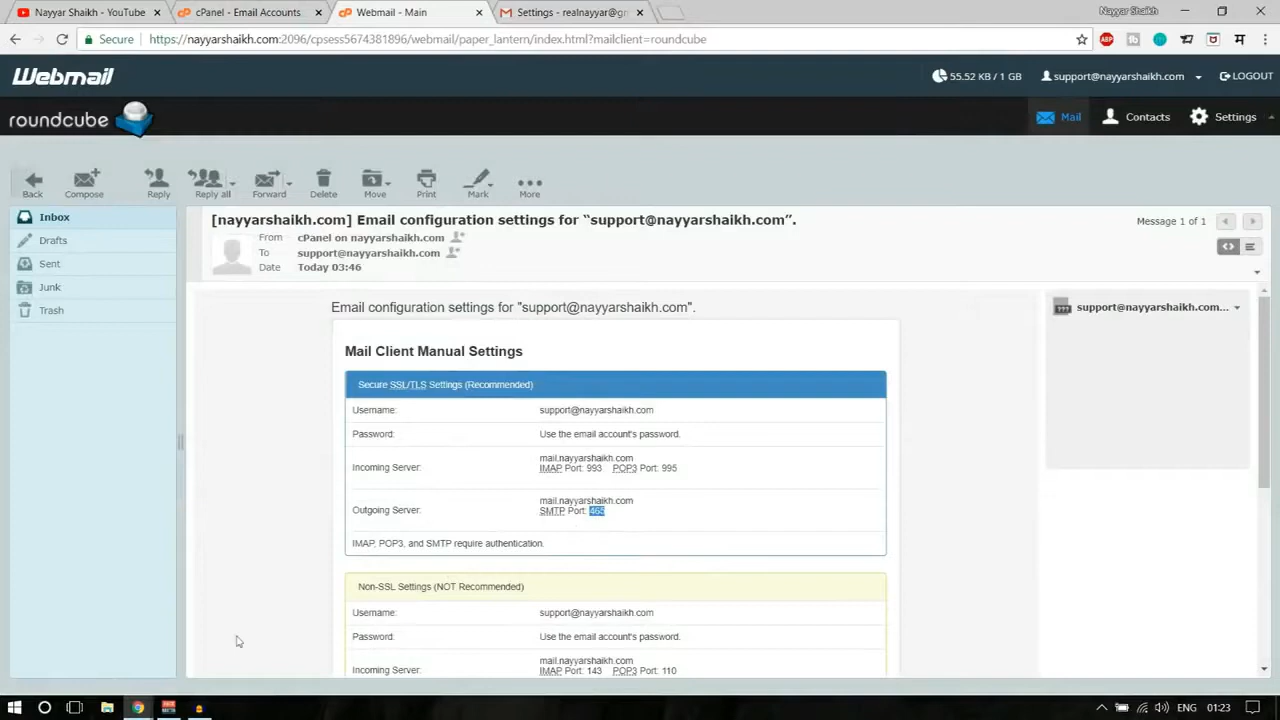 Nayyar Shaikh - YouTube
cPanel - Email Accounts
Webmail - Main
Settings - realnayyar@gm
Nayyar Shaikh
Secure
https://nayyarshaikh.com:2096/cpsess5674381896/webmail/paper_lantern/index.html?mailclient=roundcube
Webmail
55.52 KB / 1 GB
support@nayyarshaikh.com
LOGOUT
roundcube
Mail
Contacts
Settings
Back
Compose
Reply
Reply all
Forward
Delete
Move
Print
Mark
More
Inbox
Drafts
Sent
Junk
Trash
[nayyarshaikh.com] Email configuration settings for “support@nayyarshaikh.com”.
Message 1 of 1
From cPanel on nayyarshaikh.com
To support@nayyarshaikh.com
Date Today 03:46
Email configuration settings for "support@nayyarshaikh.com".
support@nayyarshaikh.com...
Mail Client Manual Settings
Secure SSL/TLS Settings (Recommended)
Username: support@nayyarshaikh.com
Password: Use the email account's password.
Incoming Server: mail.nayyarshaikh.com
IMAP Port: 993 POP3 Port: 995
Outgoing Server: mail.nayyarshaikh.com
SMTP Port: 465
IMAP, POP3, and SMTP require authentication.
Non-SSL Settings (NOT Recommended)
Username: support@nayyarshaikh.com
Password: Use the email account's password.
Incoming Server: mail.nayyarshaikh.com
IMAP Port: 143 POP3 Port: 110
ENG
01:23